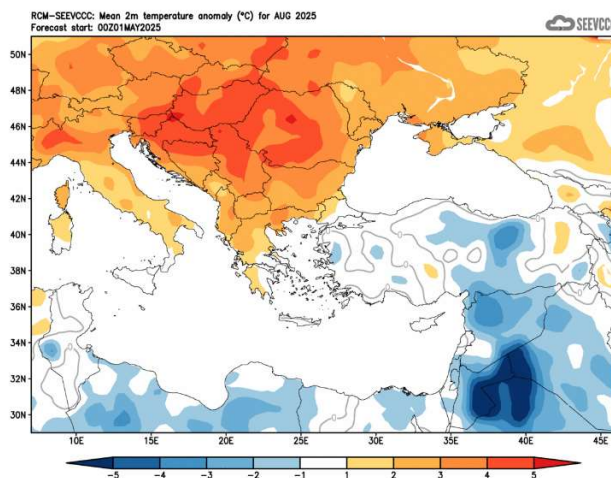 RCM-SEEVCCC: Mean 2m temperature anomaly (°C) for AUG 2025
Forecast start: 00Z01MAY2025
SEEVCCC
50N
48N
46N
44N
42N
40N
38N
36N
34N
32N
30N
10E 15E 20E 25E 30E 35E 40E 45E
-5 -4 -3 -2 -1 1 2 3 4 5